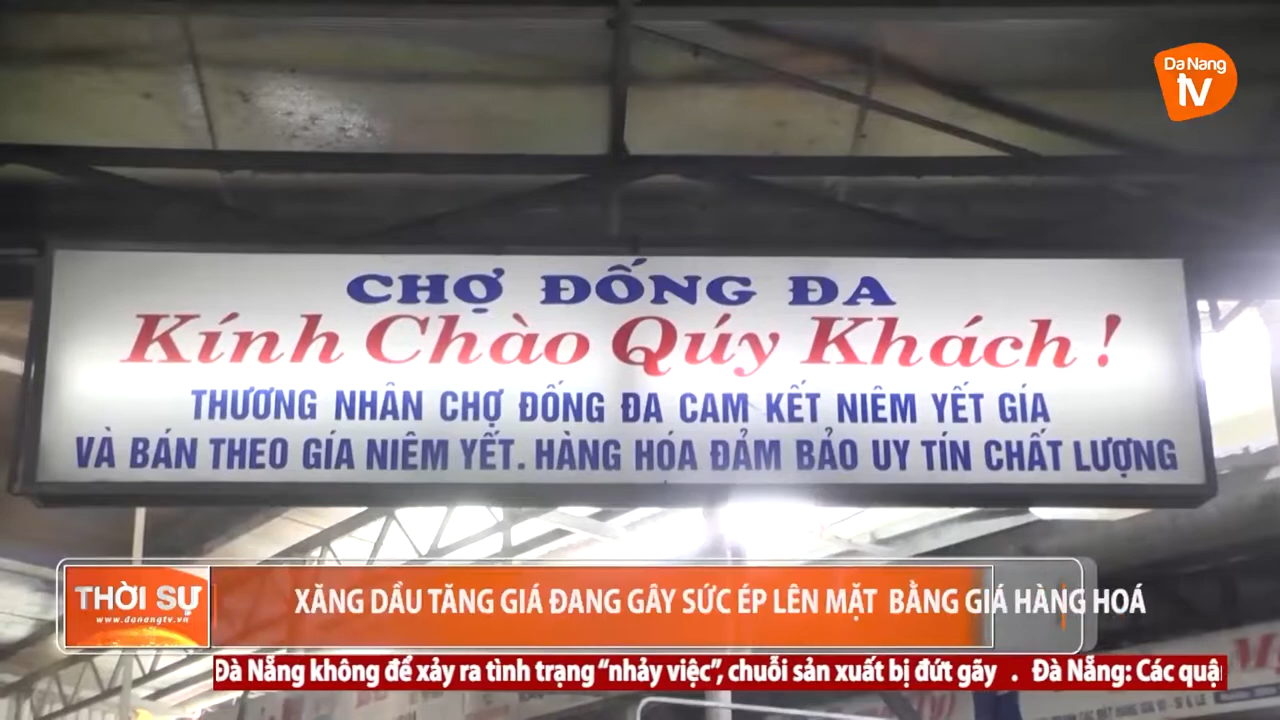 Da Nang
tv
CHỢ ĐỐNG ĐA
Kính Chào Qúy Khách !
THƯƠNG NHÂN CHỢ ĐỐNG ĐA CAM KẾT NIÊM YẾT GÍA
VÀ BÁN THEO GÍA NIÊM YẾT. HÀNG HÓA ĐẢM BẢO UY TÍN CHẤT LƯỢNG
THỜI SỰ
www.danangtv.vn
XĂNG DẦU TĂNG GIÁ ĐANG GÂY SỨC ÉP LÊN MẶT BẰNG GIÁ HÀNG HOÁ
Đà Nẵng không để xảy ra tình trạng “nhảy việc”, chuỗi sản xuất bị đứt gãy . Đà Nẵng: Các quận